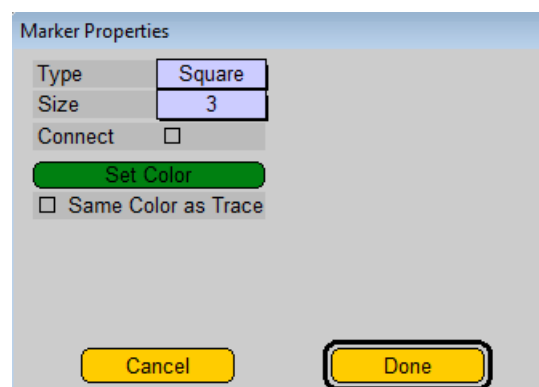 Marker Properties
Type Square
Size 3
Connect
Set Color
Same Color as Trace
Cancel Done